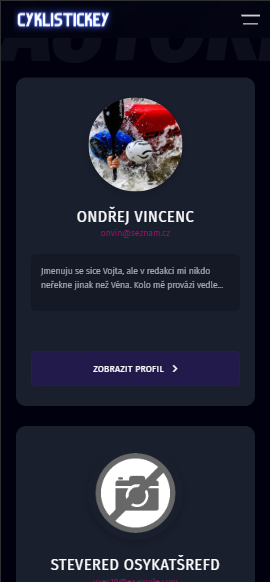 CYKLISTICKEY
ONDŘEJ VINCENC
onvin@seznam.cz
Jmenuju se sice Vojta, ale v redakci mi nikdo
neřekne jinak než Véna. Kolo mě provází vedle...
ZOBRAZIT PROFIL
STEVERED OSYKATŠREFD